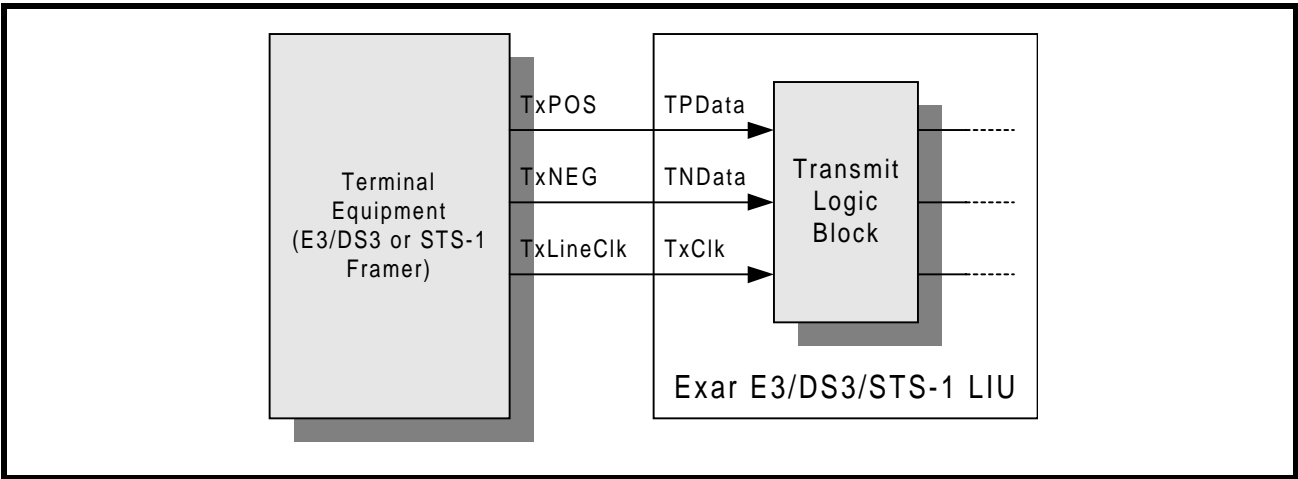 Terminal
Equipment
(E3/DS3 or STS-1
Framer)
TxPOS
TPData
TxNEG
TNData
TxLineClk
TxClk
Transmit
Logic
Block
Exar E3/DS3/STS-1 LIU